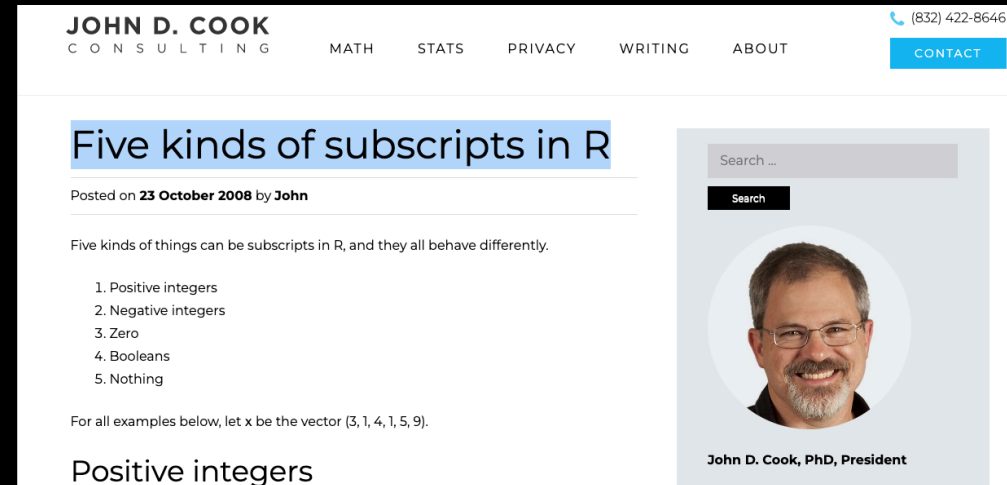 JOHN D. COOK
CONSULTING
MATH STATS PRIVACY WRITING ABOUT
(832) 422-8646
CONTACT
Five kinds of subscripts in R
Posted on 23 October 2008 by John
Five kinds of things can be subscripts in R, and they all behave differently.
1. Positive integers
2. Negative integers
3. Zero
4. Booleans
5. Nothing
For all examples below, let x be the vector (3, 1, 4, 1, 5, 9).
Positive integers
Search ...
Search
John D. Cook, PhD, President